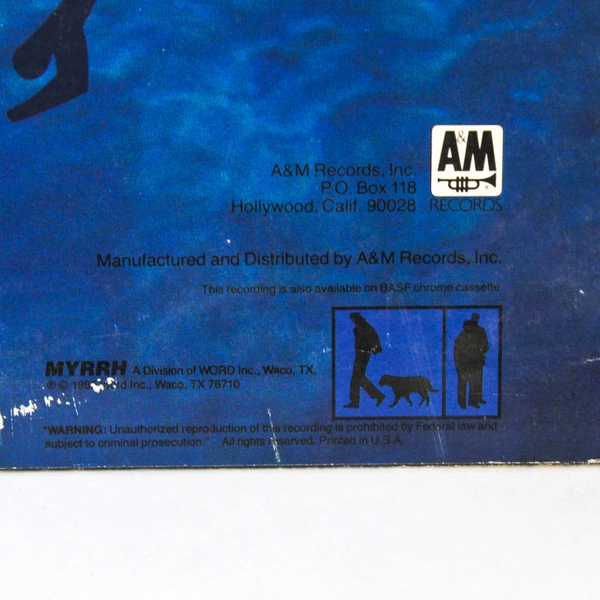 A&M
RECORDS
A&M Records, Inc.
P.O. Box 118
Hollywood, Calif. 90028
Manufactured and Distributed by A&M Records, Inc.
This recording is also available on BASF chrome cassette
MYRRH A Division of WORD Inc., Waco, TX.
℗© Inc., Waco, TX 76710
"WARNING: Unauthorized reproduction of this recording is prohibited by Federal law and
subject to criminal prosecution." All rights reserved. Printed in U.S.A